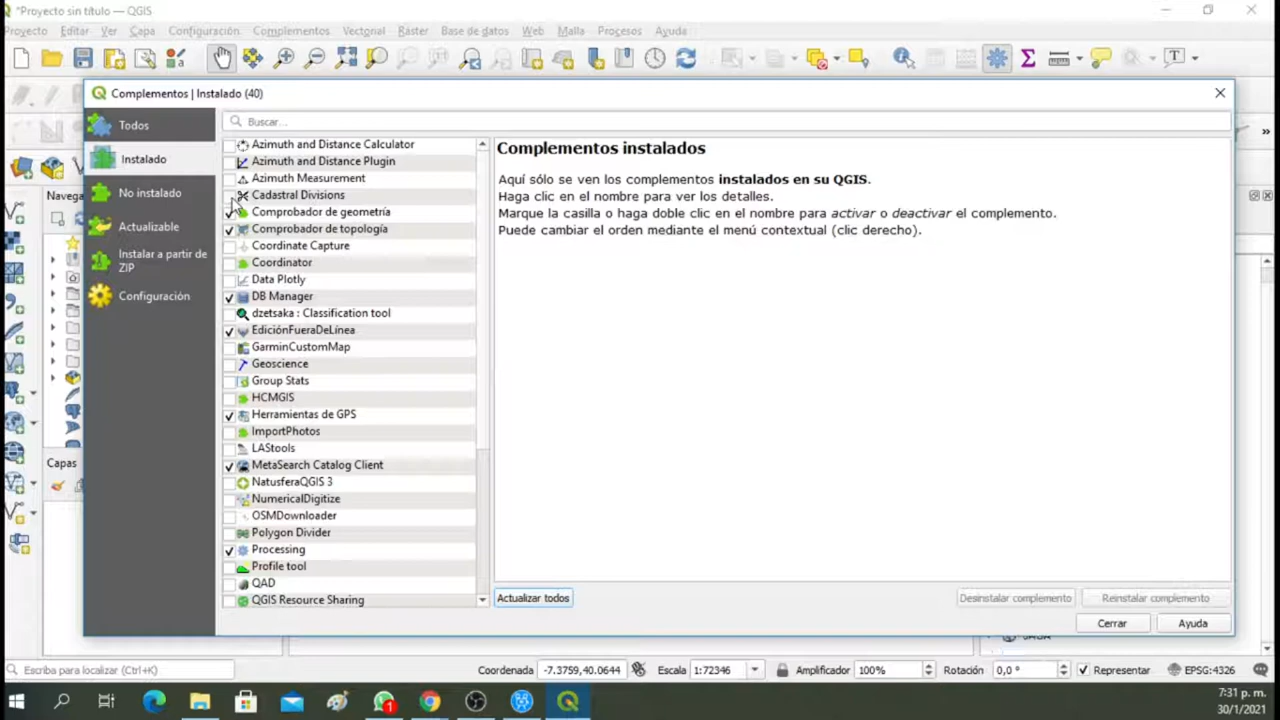 *Proyecto sin título — QGIS
Proyecto Editar Ver Capa Configuración Complementos Vectorial Ráster Base de datos Web Malla Procesos Ayuda
Complementos | Instalado (40)
Todos
Instalado
No instalado
Actualizable
Instalar a partir de
ZIP
Configuración
Buscar...
Azimuth and Distance Calculator
Azimuth and Distance Plugin
Azimuth Measurement
Cadastral Divisions
Comprobador de geometría
Comprobador de topología
Coordinate Capture
Coordinator
Data Plotly
DB Manager
dzetsaka : Classification tool
EdiciónFueraDeLínea
GarminCustomMap
Geoscience
Group Stats
HCMGIS
Herramientas de GPS
ImportPhotos
LAStools
MetaSearch Catalog Client
NatusferaQGIS 3
NumericalDigitize
OSMDownloader
Polygon Divider
Processing
Profile tool
QAD
QGIS Resource Sharing
Complementos instalados
Aquí sólo se ven los complementos instalados en su QGIS.
Haga clic en el nombre para ver los detalles.
Marque la casilla o haga doble clic en el nombre para activar o deactivar el complemento.
Puede cambiar el orden mediante el menú contextual (clic derecho).
Actualizar todos
Desinstalar complemento
Reinstalar complemento
Cerrar
Ayuda
Navega
Capas
Escriba para localizar (Ctrl+K)
Coordenada -7.3759,40.0644 Escala 1:72346 Amplificador 100% Rotación 0,0 ° Representar EPSG:4326
7:31 p. m.
30/1/2021